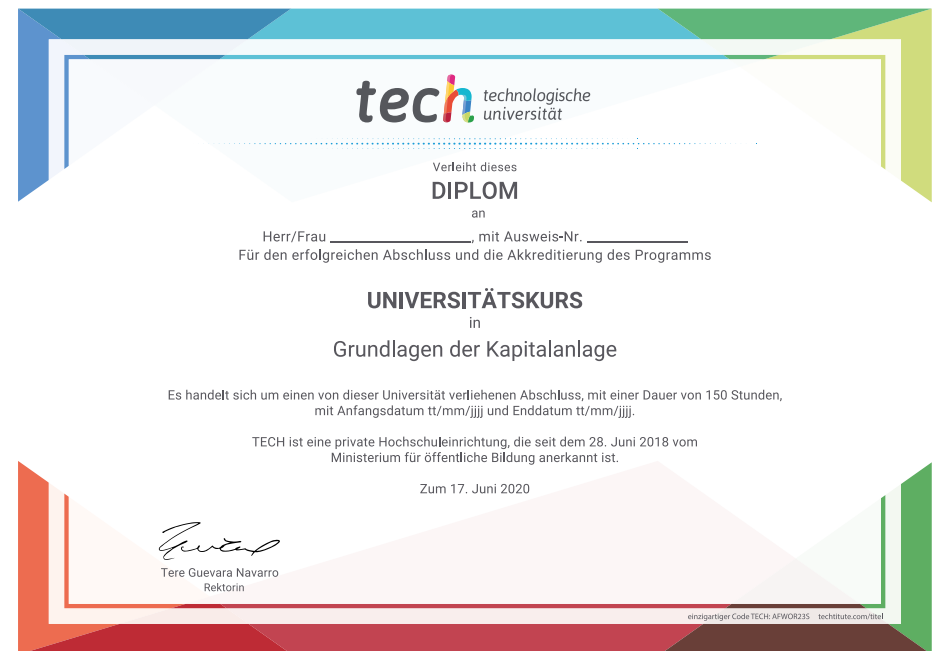 tech technologische
universität
Verleiht dieses
DIPLOM
an
Herr/Frau ____________________, mit Ausweis-Nr. ______________
Für den erfolgreichen Abschluss und die Akkreditierung des Programms
UNIVERSITÄTSKURS
in
Grundlagen der Kapitalanlage
Es handelt sich um einen von dieser Universität verliehenen Abschluss, mit einer Dauer von 150 Stunden,
mit Anfangsdatum tt/mm/jjjj und Enddatum tt/mm/jjjj.
TECH ist eine private Hochschuleinrichtung, die seit dem 28. Juni 2018 vom
Ministerium für öffentliche Bildung anerkannt ist.
Zum 17. Juni 2020
Tere Guevara Navarro
Rektorin
einzigartiger Code TECH: AFWOR23S techtitute.com/titel